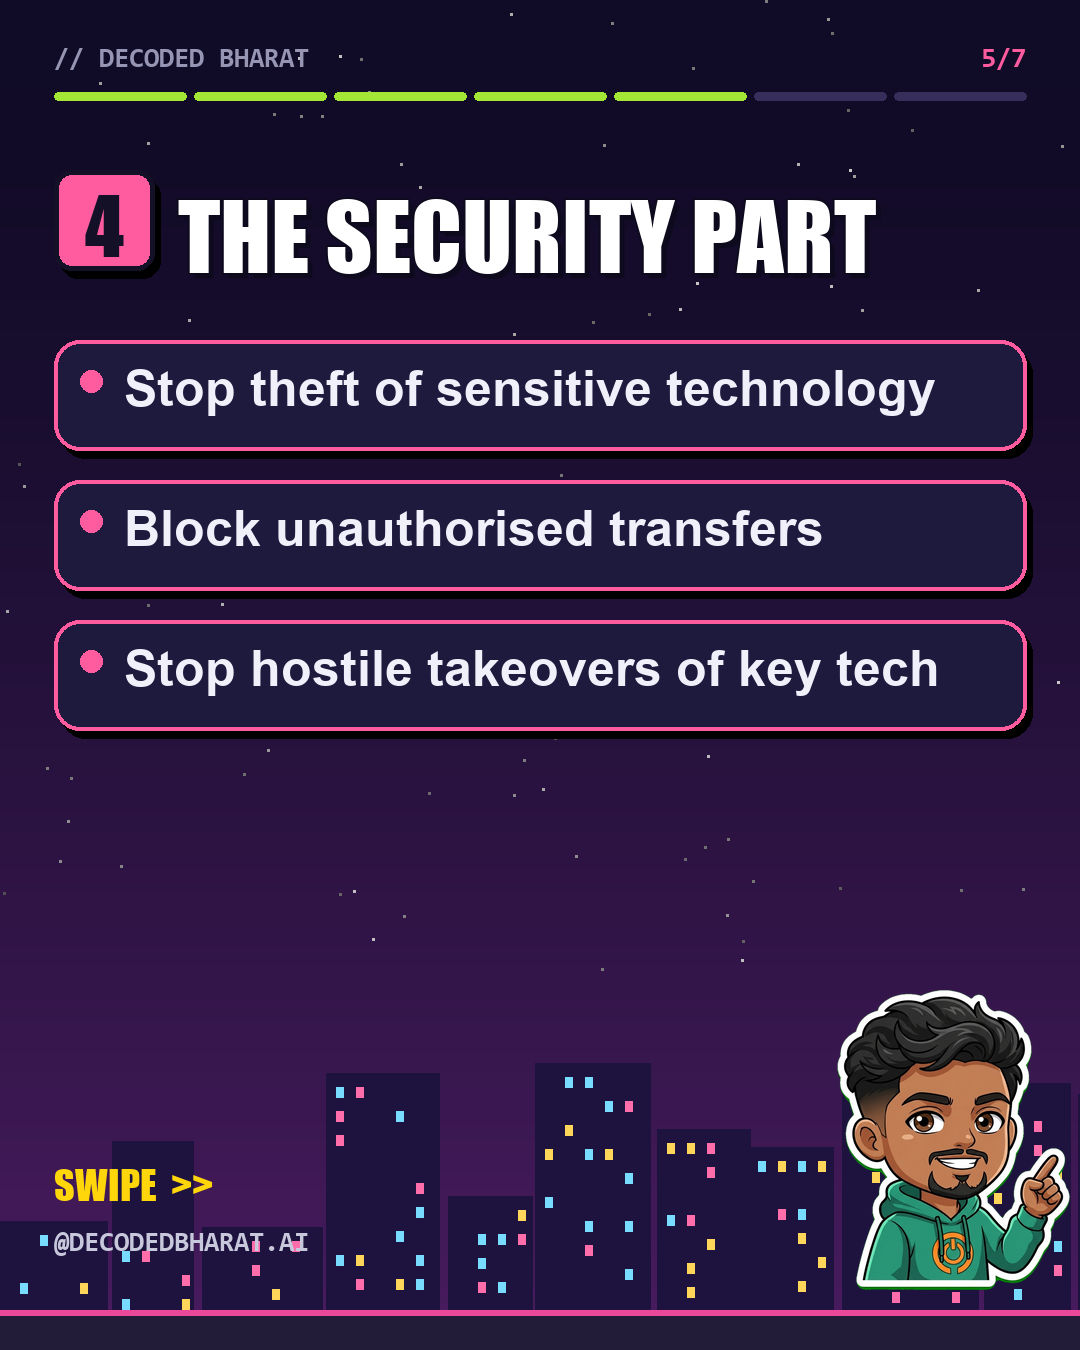 // DECODED BHARAT
5/7
4
THE SECURITY PART
Stop theft of sensitive technology
Block unauthorised transfers
Stop hostile takeovers of key tech
SWIPE >>
@DECODEDBHARAT.AI